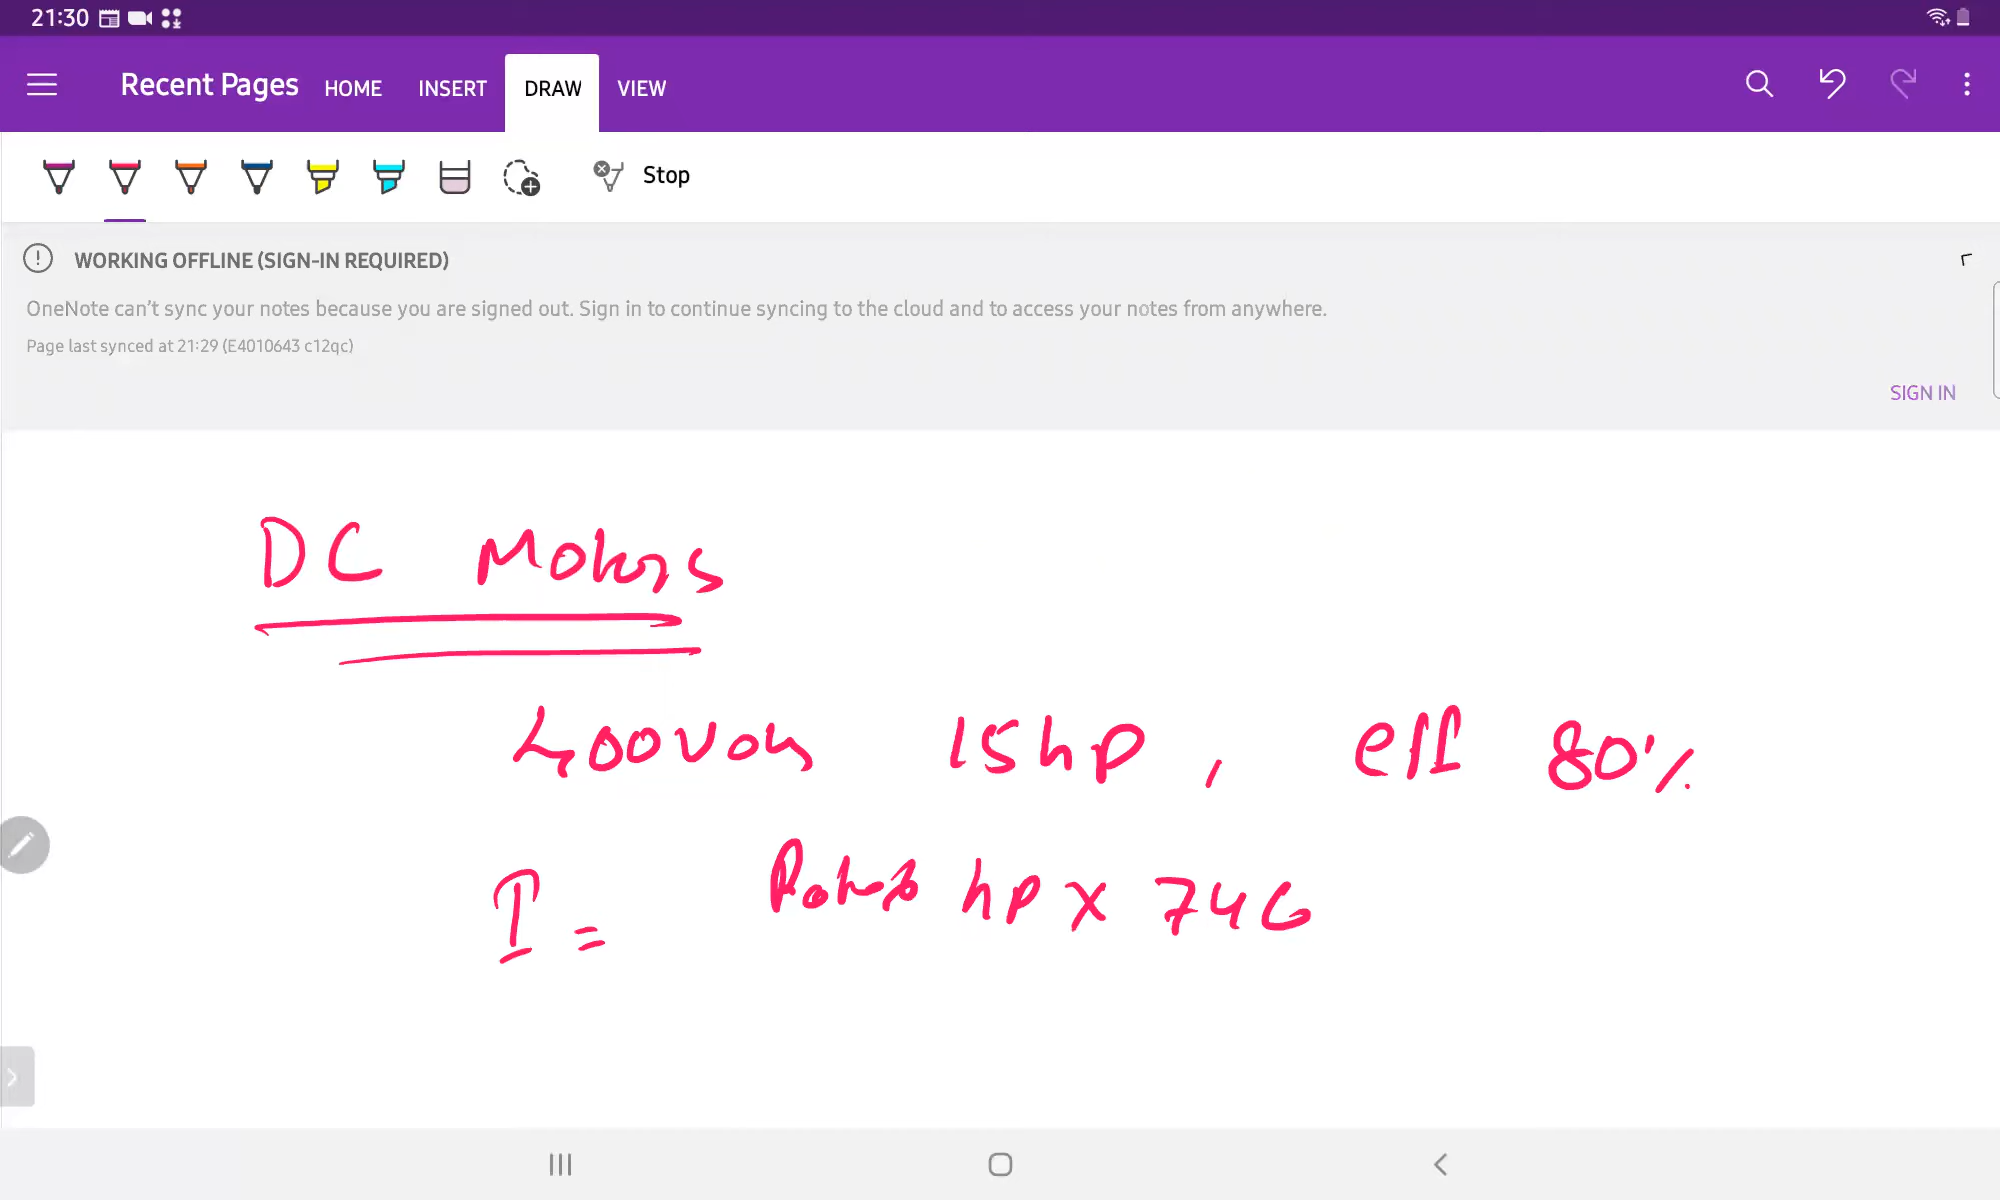 21:30
Recent Pages HOME INSERT DRAW VIEW
Stop
WORKING OFFLINE (SIGN-IN REQUIRED)
OneNote can't sync your notes because you are signed out. Sign in to continue syncing to the cloud and to access your notes from anywhere.
Page last synced at 21:29 (E4010643 c12qc)
SIGN IN
DC Motors
400volt 15hp, eff 80%
I = Rated hp x 746